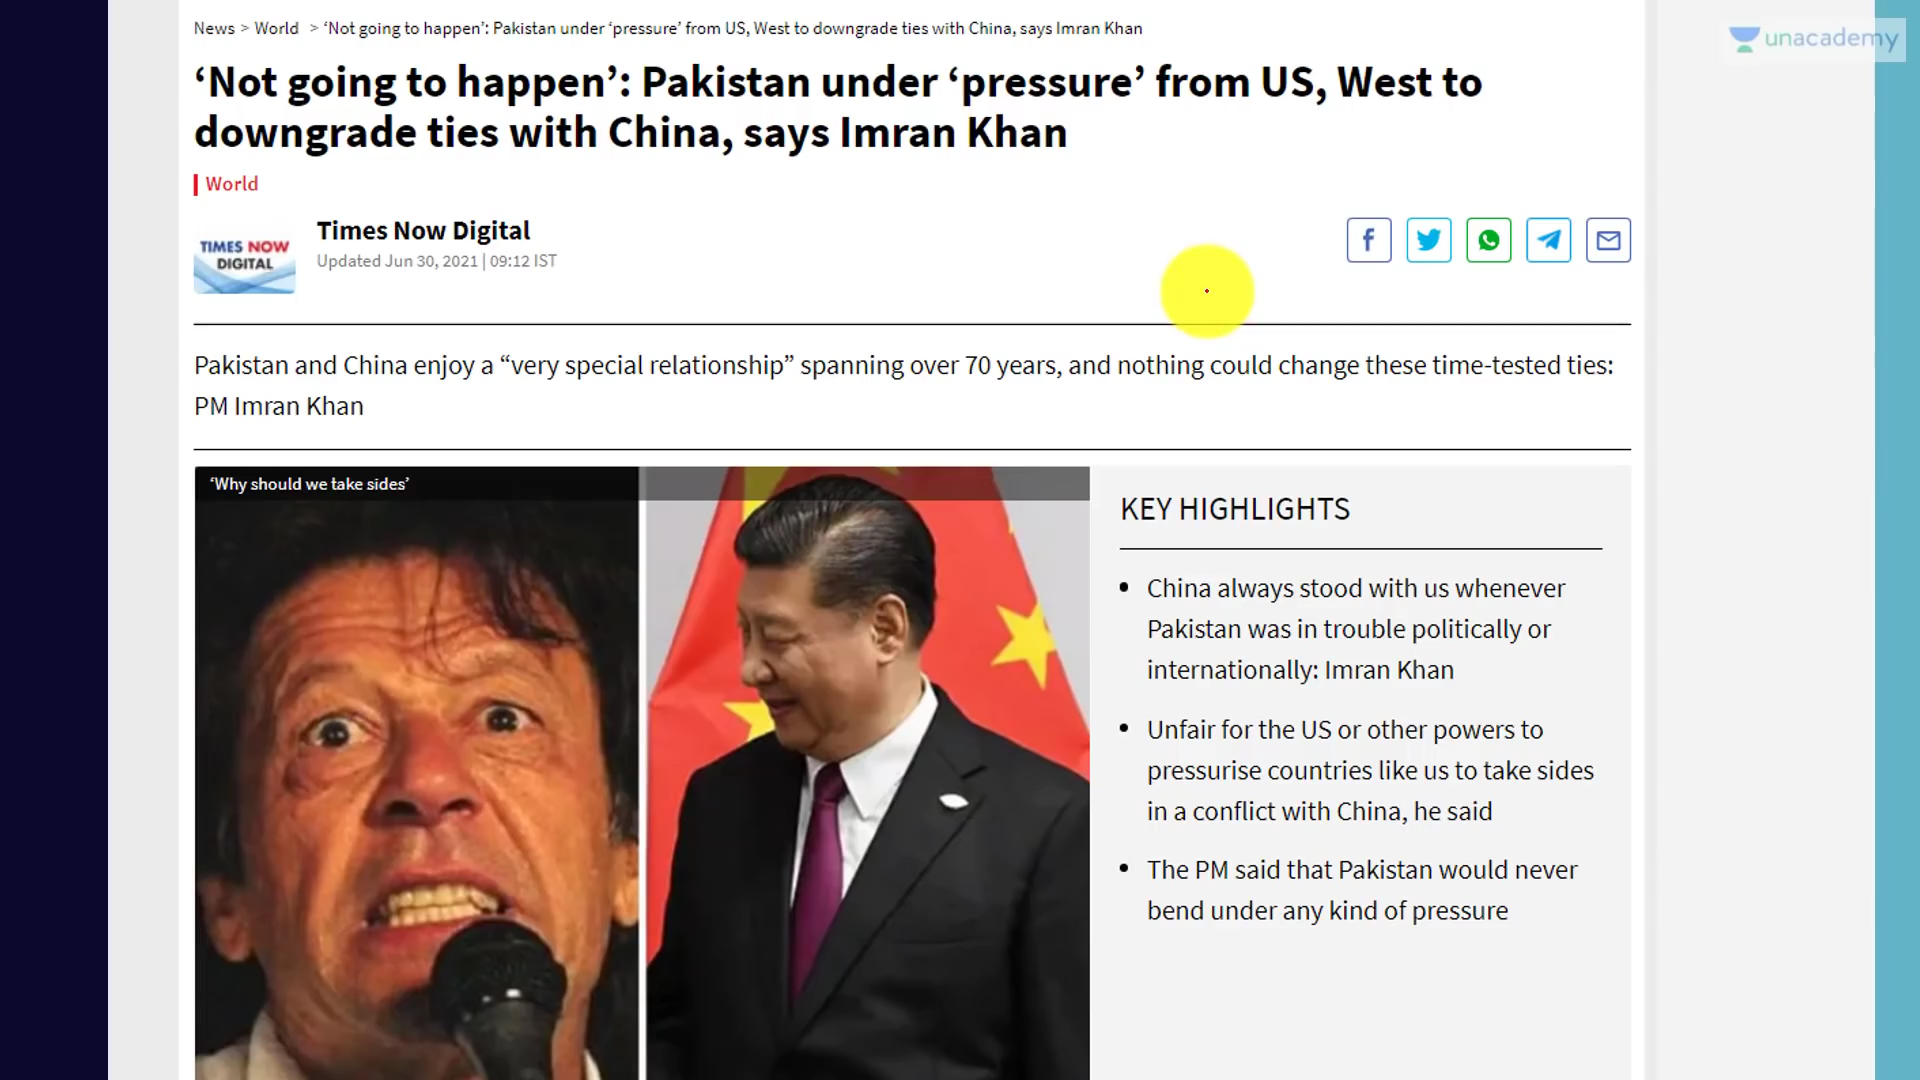 News > World > ‘Not going to happen’: Pakistan under ‘pressure’ from US, West to downgrade ties with China, says Imran Khan
unacademy
‘Not going to happen’: Pakistan under ‘pressure’ from US, West to
downgrade ties with China, says Imran Khan
World
TIMES NOW
DIGITAL
Times Now Digital
Updated Jun 30, 2021 | 09:12 IST
Pakistan and China enjoy a “very special relationship” spanning over 70 years, and nothing could change these time-tested ties:
PM Imran Khan
‘Why should we take sides’
KEY HIGHLIGHTS
• China always stood with us whenever
Pakistan was in trouble politically or
internationally: Imran Khan
• Unfair for the US or other powers to
pressurise countries like us to take sides
in a conflict with China, he said
• The PM said that Pakistan would never
bend under any kind of pressure